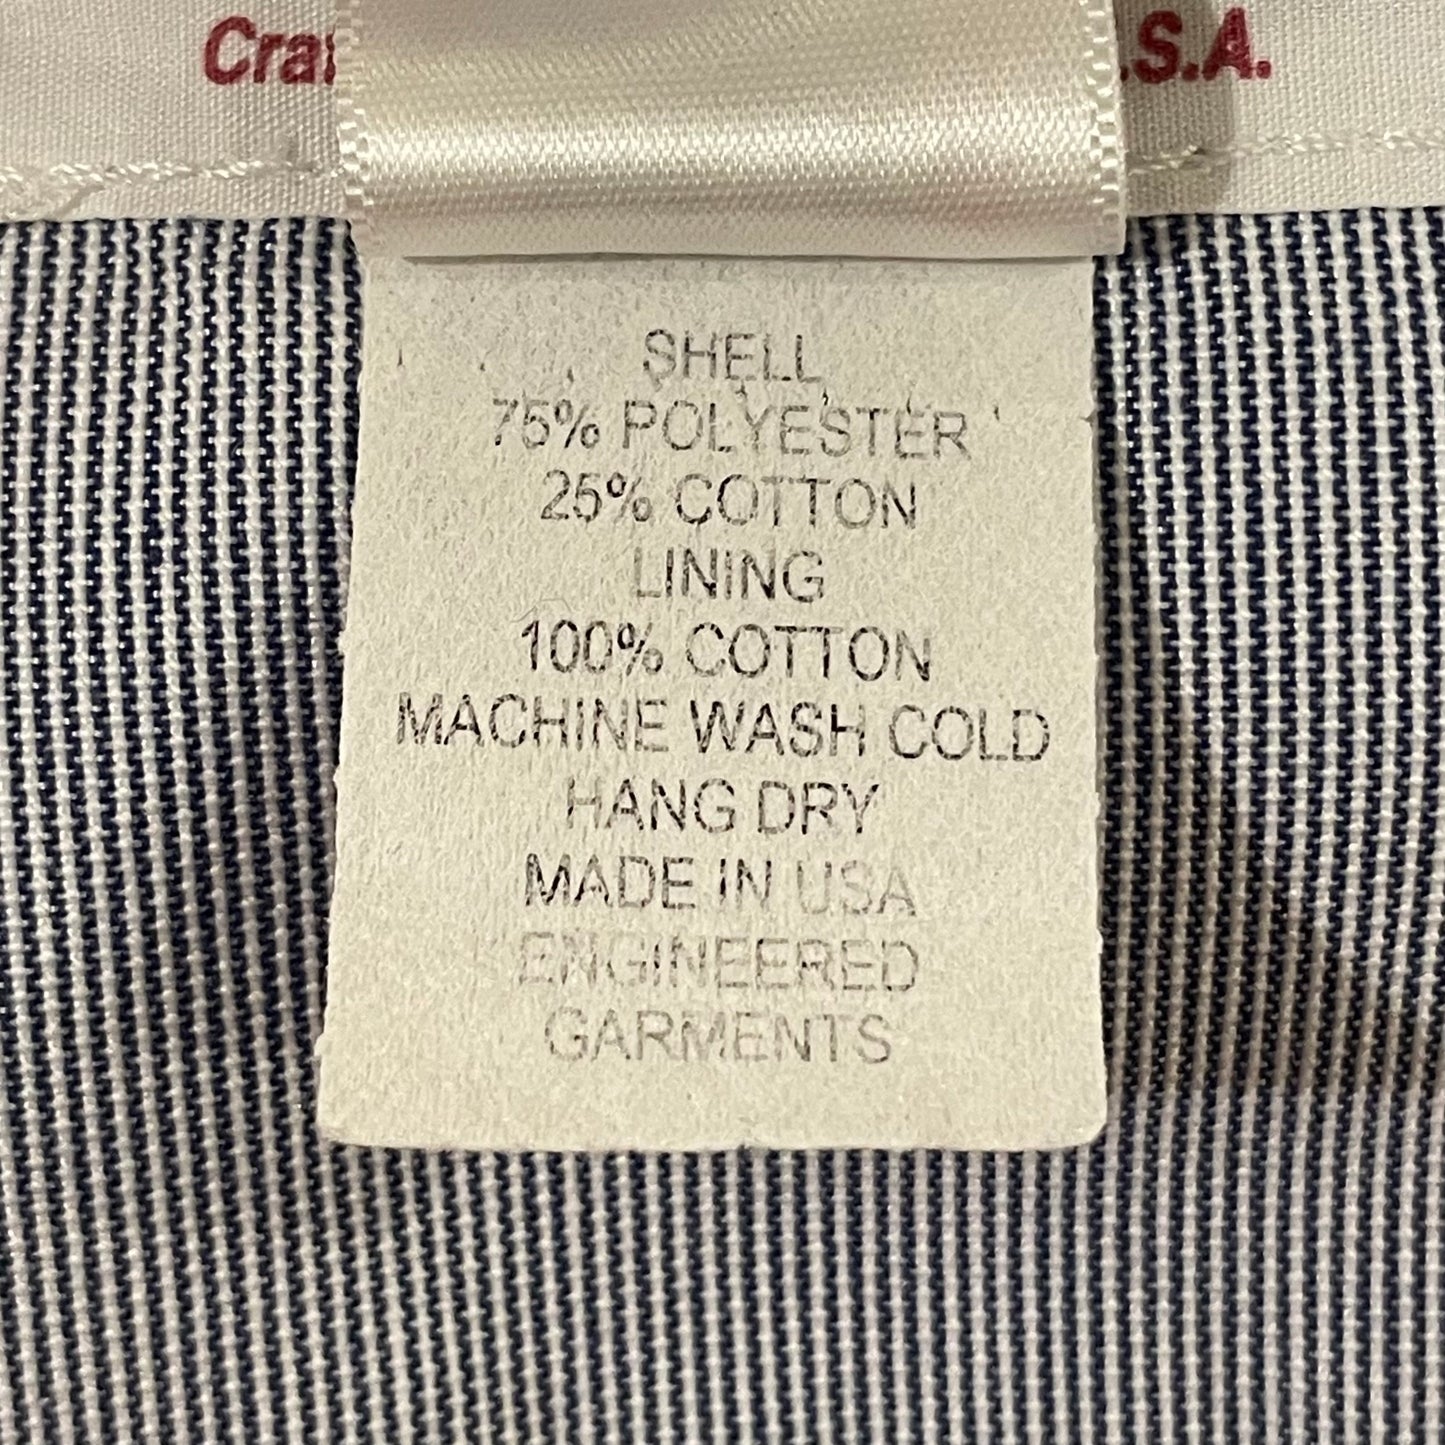 SHELL
75% POLYESTER
25% COTTON
LINING
100% COTTON
MACHINE WASH COLD
HANG DRY
MADE IN USA
ENGINEERED
GARMENTS